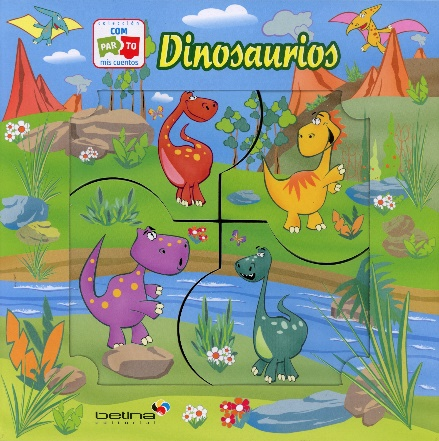 colección
COM
PAR TO
mis cuentos
Dinosaurios
betina
editorial